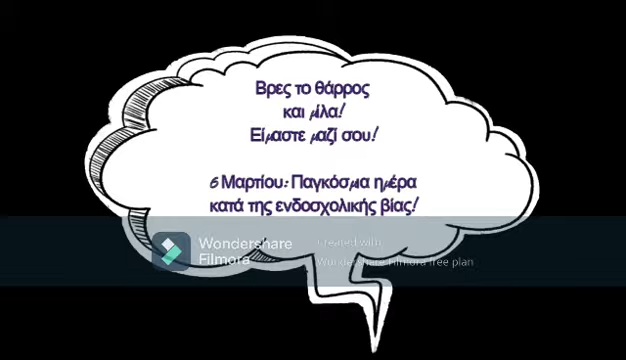 Βρες το θάρρος
και μίλα!
Είμαστε μαζί σου!
6 Μαρτίου: Παγκόσμια ημέρα
κατά της ενδοσχολικής βίας!
Wondershare
Filmora
Created with
Wondershare Filmora free plan